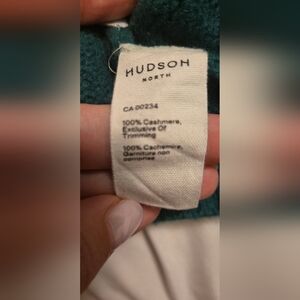 HUDSON
NORTH
CA 00234
100% Cashmere,
Exclusive Of
Trimming
100% Cachemire,
Garniture non
comprise